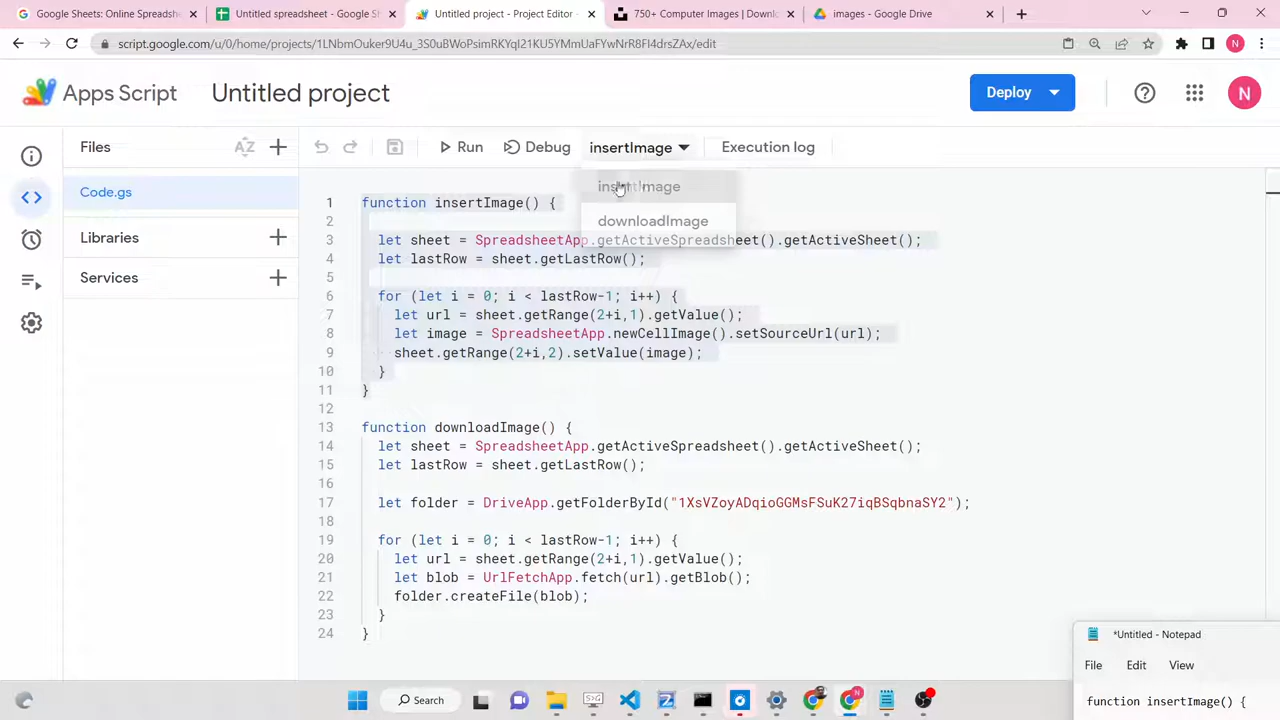 Google Sheets: Online Spreadshe
Untitled spreadsheet - Google Sh
Untitled project - Project Editor -
750+ Computer Images | Downlo
images - Google Drive
script.google.com/u/0/home/projects/1LNbmOuker9U4u_3S0uBWoPsimRKYqI21KU5YMmUaFYwNrR8FI4drsZAx/edit
N
Apps Script
Untitled project
Deploy
N
Files
AZ
Run
Debug
insertImage
Execution log
Code.gs
Libraries
Services
insertImage
downloadImage
1 function insertImage() {
2
3 let sheet = SpreadsheetApp.getActiveSpreadsheet().getActiveSheet();
4 let lastRow = sheet.getLastRow();
5
6 for (let i = 0; i < lastRow-1; i++) {
7 let url = sheet.getRange(2+i,1).getValue();
8 let image = SpreadsheetApp.newCellImage().setSourceUrl(url);
9 sheet.getRange(2+i,2).setValue(image);
10 }
11 }
12
13 function downloadImage() {
14 let sheet = SpreadsheetApp.getActiveSpreadsheet().getActiveSheet();
15 let lastRow = sheet.getLastRow();
16
17 let folder = DriveApp.getFolderById("1XsVZoyADqioGGMsFSuK27iqBSqbnaSY2");
18
19 for (let i = 0; i < lastRow-1; i++) {
20 let url = sheet.getRange(2+i,1).getValue();
21 let blob = UrlFetchApp.fetch(url).getBlob();
22 folder.createFile(blob);
23 }
24 }
*Untitled - Notepad
File Edit View
function insertImage() {
Search